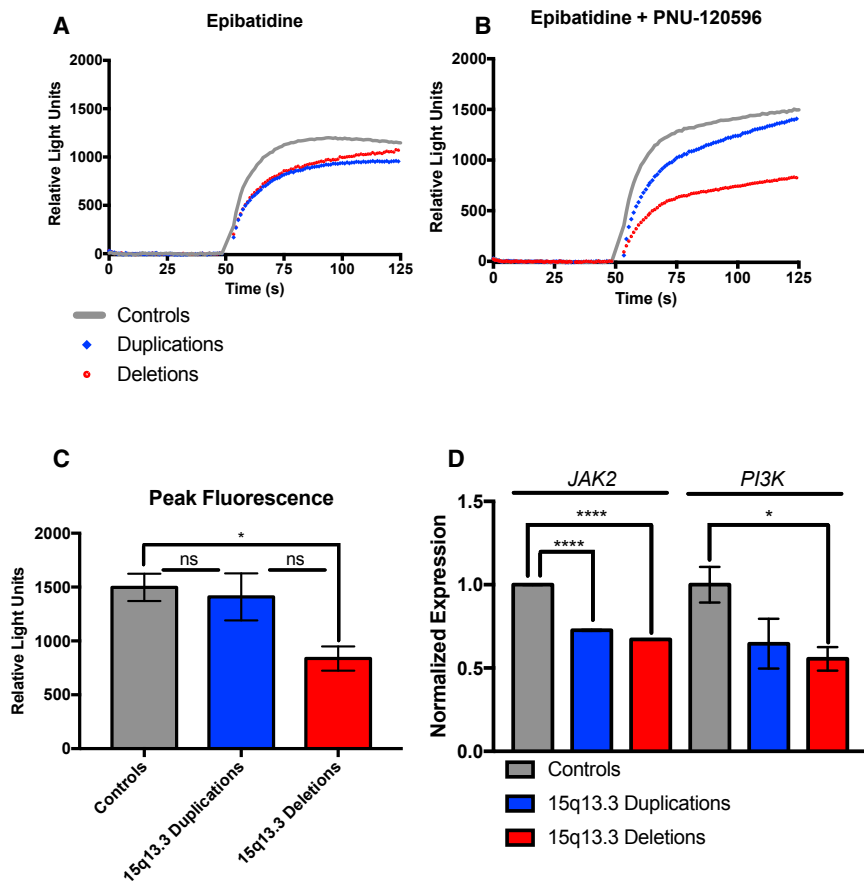 A
Epibatidine
Relative Light Units
2000
1500
1000
500
0
0 25 50 75 100 125
Time (s)
B
Epibatidine + PNU-120596
Relative Light Units
2000
1500
1000
500
0
0 25 50 75 100 125
Time (s)
Controls
Duplications
Deletions
C
Peak Fluorescence
Relative Light Units
2000
1500
1000
500
0
*
ns
ns
Controls
15q13.3 Duplications
15q13.3 Deletions
D
JAK2
PI3K
Normalized Expression
1.5
1.0
0.5
0.0
****
****
*
Controls
15q13.3 Duplications
15q13.3 Deletions